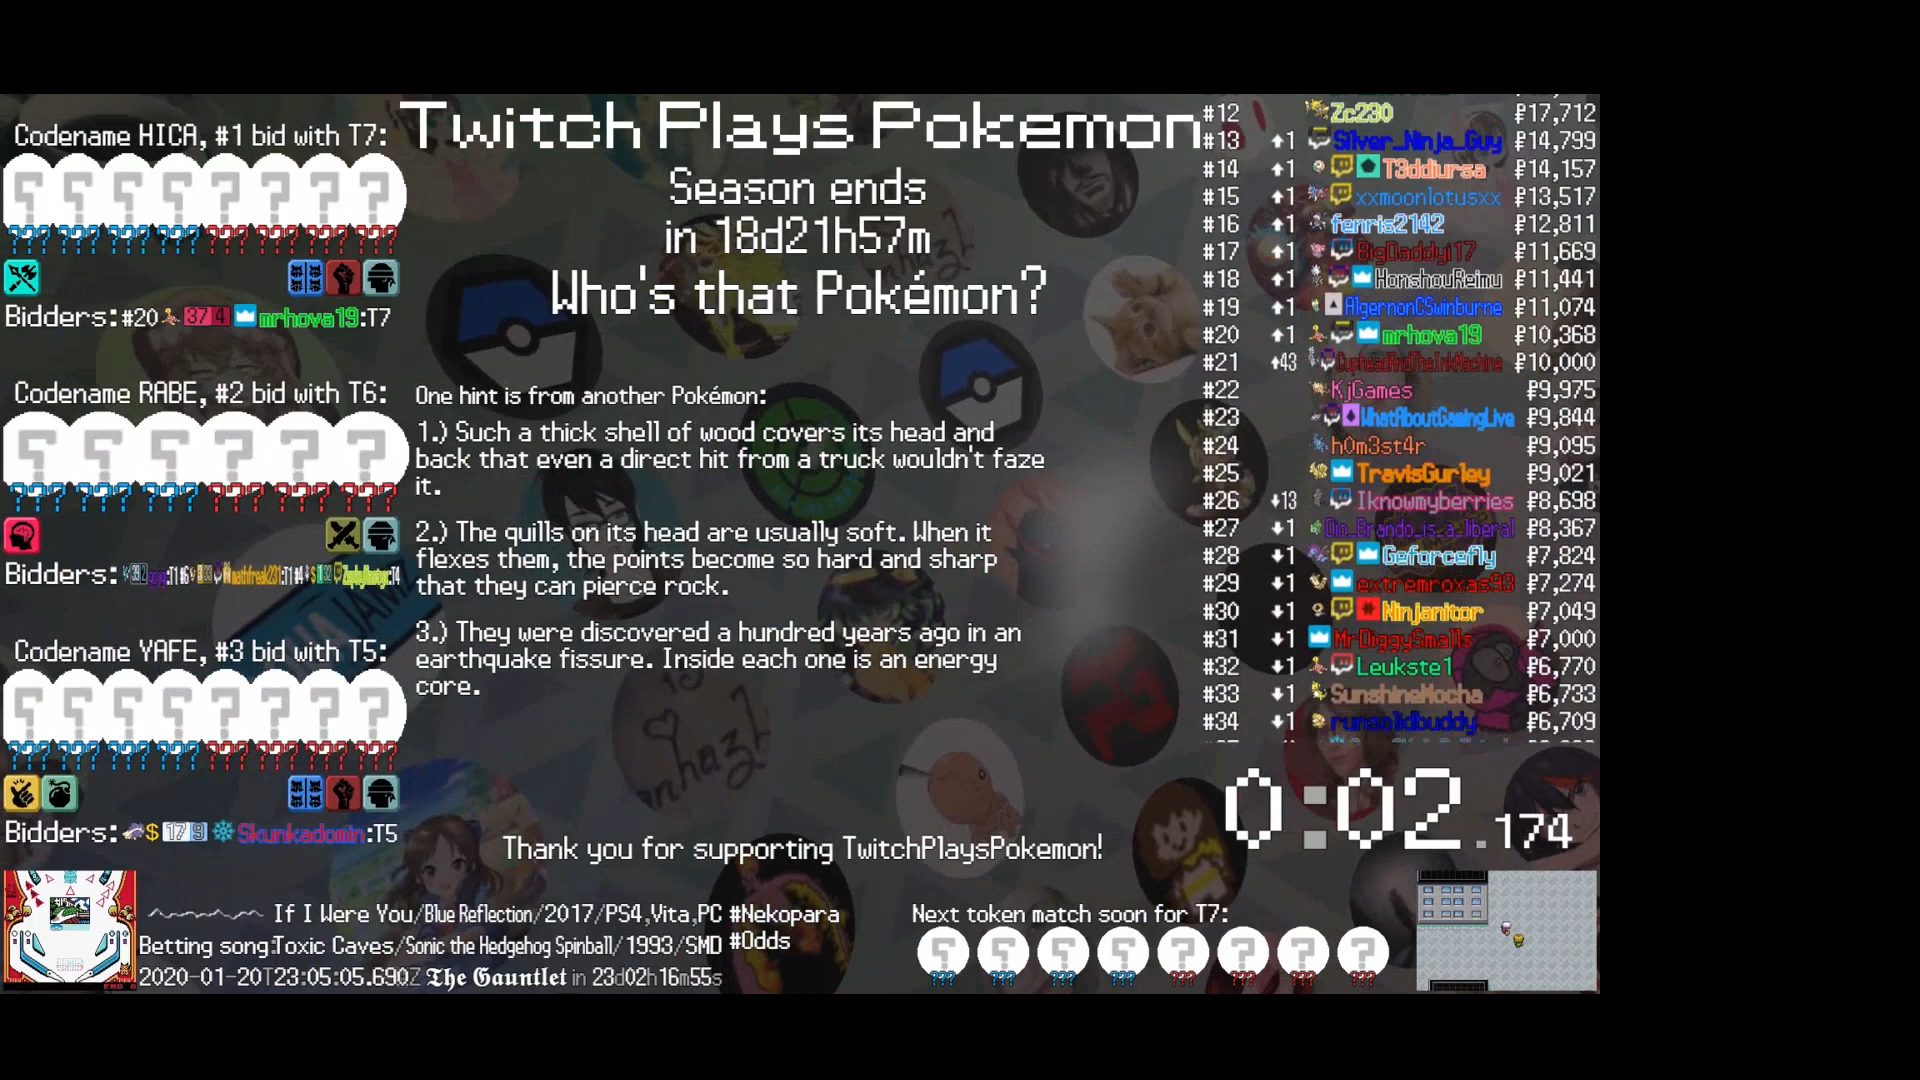 Twitch Plays Pokemon
Season ends
in 18d21h57m
Who's that Pokémon?
Codename HICA, #1 bid with T7:
? ? ? ? ? ? ? ?
??? ??? ??? ??? ??? ??? ??? ???
Bidders:#20 37 4 mrhova19:T7
Codename RABE, #2 bid with T6:
? ? ? ? ? ?
??? ??? ??? ??? ??? ???
Bidders:
Codename YAFE, #3 bid with T5:
? ? ? ? ? ? ? ?
??? ??? ??? ??? ??? ??? ??? ???
Bidders: $ 17 9 Skunkadomin:T5
One hint is from another Pokémon:
1.) Such a thick shell of wood covers its head and
back that even a direct hit from a truck wouldn't faze
it.
2.) The quills on its head are usually soft. When it
flexes them, the points become so hard and sharp
that they can pierce rock.
3.) They were discovered a hundred years ago in an
earthquake fissure. Inside each one is an energy
core.
Thank you for supporting TwitchPlaysPokemon!
#12 Zc230 ₽17,712
#13 ↑1 Silver_Ninja_Guy ₽14,799
#14 ↑1 T3ddiursa ₽14,157
#15 ↑1 xxmoonlotusxx ₽13,517
#16 ↑1 fenris2142 ₽12,811
#17 ↑1 BigDaddyi17 ₽11,669
#18 ↑1 HonshouReimu ₽11,441
#19 ↑1 AlgernonCSwinburne ₽11,074
#20 ↑1 mrhova19 ₽10,368
#21 ↑43 CupheadAndTheInkMachine ₽10,000
#22 KjGames ₽9,975
#23 WhatAboutGamingLive ₽9,844
#24 h0m3st4r ₽9,095
#25 TravisGurley ₽9,021
#26 ↓13 Iknowmyberries ₽8,698
#27 ↓1 Dio_Brando_is_a_liberal ₽8,367
#28 ↓1 Geforcefly ₽7,824
#29 ↓1 extremroxas93 ₽7,274
#30 ↓1 Ninjanitor ₽7,049
#31 ↓1 MrDiggySmalls ₽7,000
#32 ↓1 Leukste1 ₽6,770
#33 ↓1 SunshineMocha ₽6,733
#34 ↓1 runsolidbuddy ₽6,709
0:02.174
If I Were You/Blue Reflection/2017/PS4,Vita,PC #Nekopara
Betting song:Toxic Caves/Sonic the Hedgehog Spinball/1993/SMD #Odds
2020-01-20T23:05:05.690Z The Gauntlet in 23d02h16m55s
Next token match soon for T7:
? ? ? ? ? ? ? ?
??? ??? ??? ??? ??? ??? ??? ???